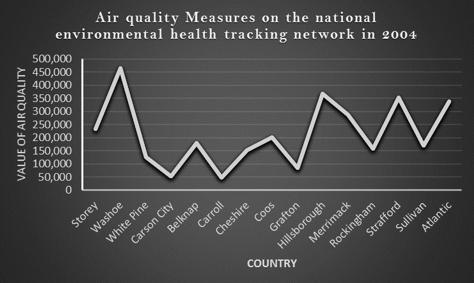 Air quality Measures on the national
environmental health tracking network in 2004
VALUE OF AIR QUALITY
500,000
450,000
400,000
350,000
300,000
250,000
200,000
150,000
100,000
50,000
0
Storey
Washoe
White Pine
Carson City
Belknap
Carroll
Cheshire
Coos
Grafton
Hillsborough
Merrimack
Rockingham
Strafford
Sullivan
Atlantic
COUNTRY